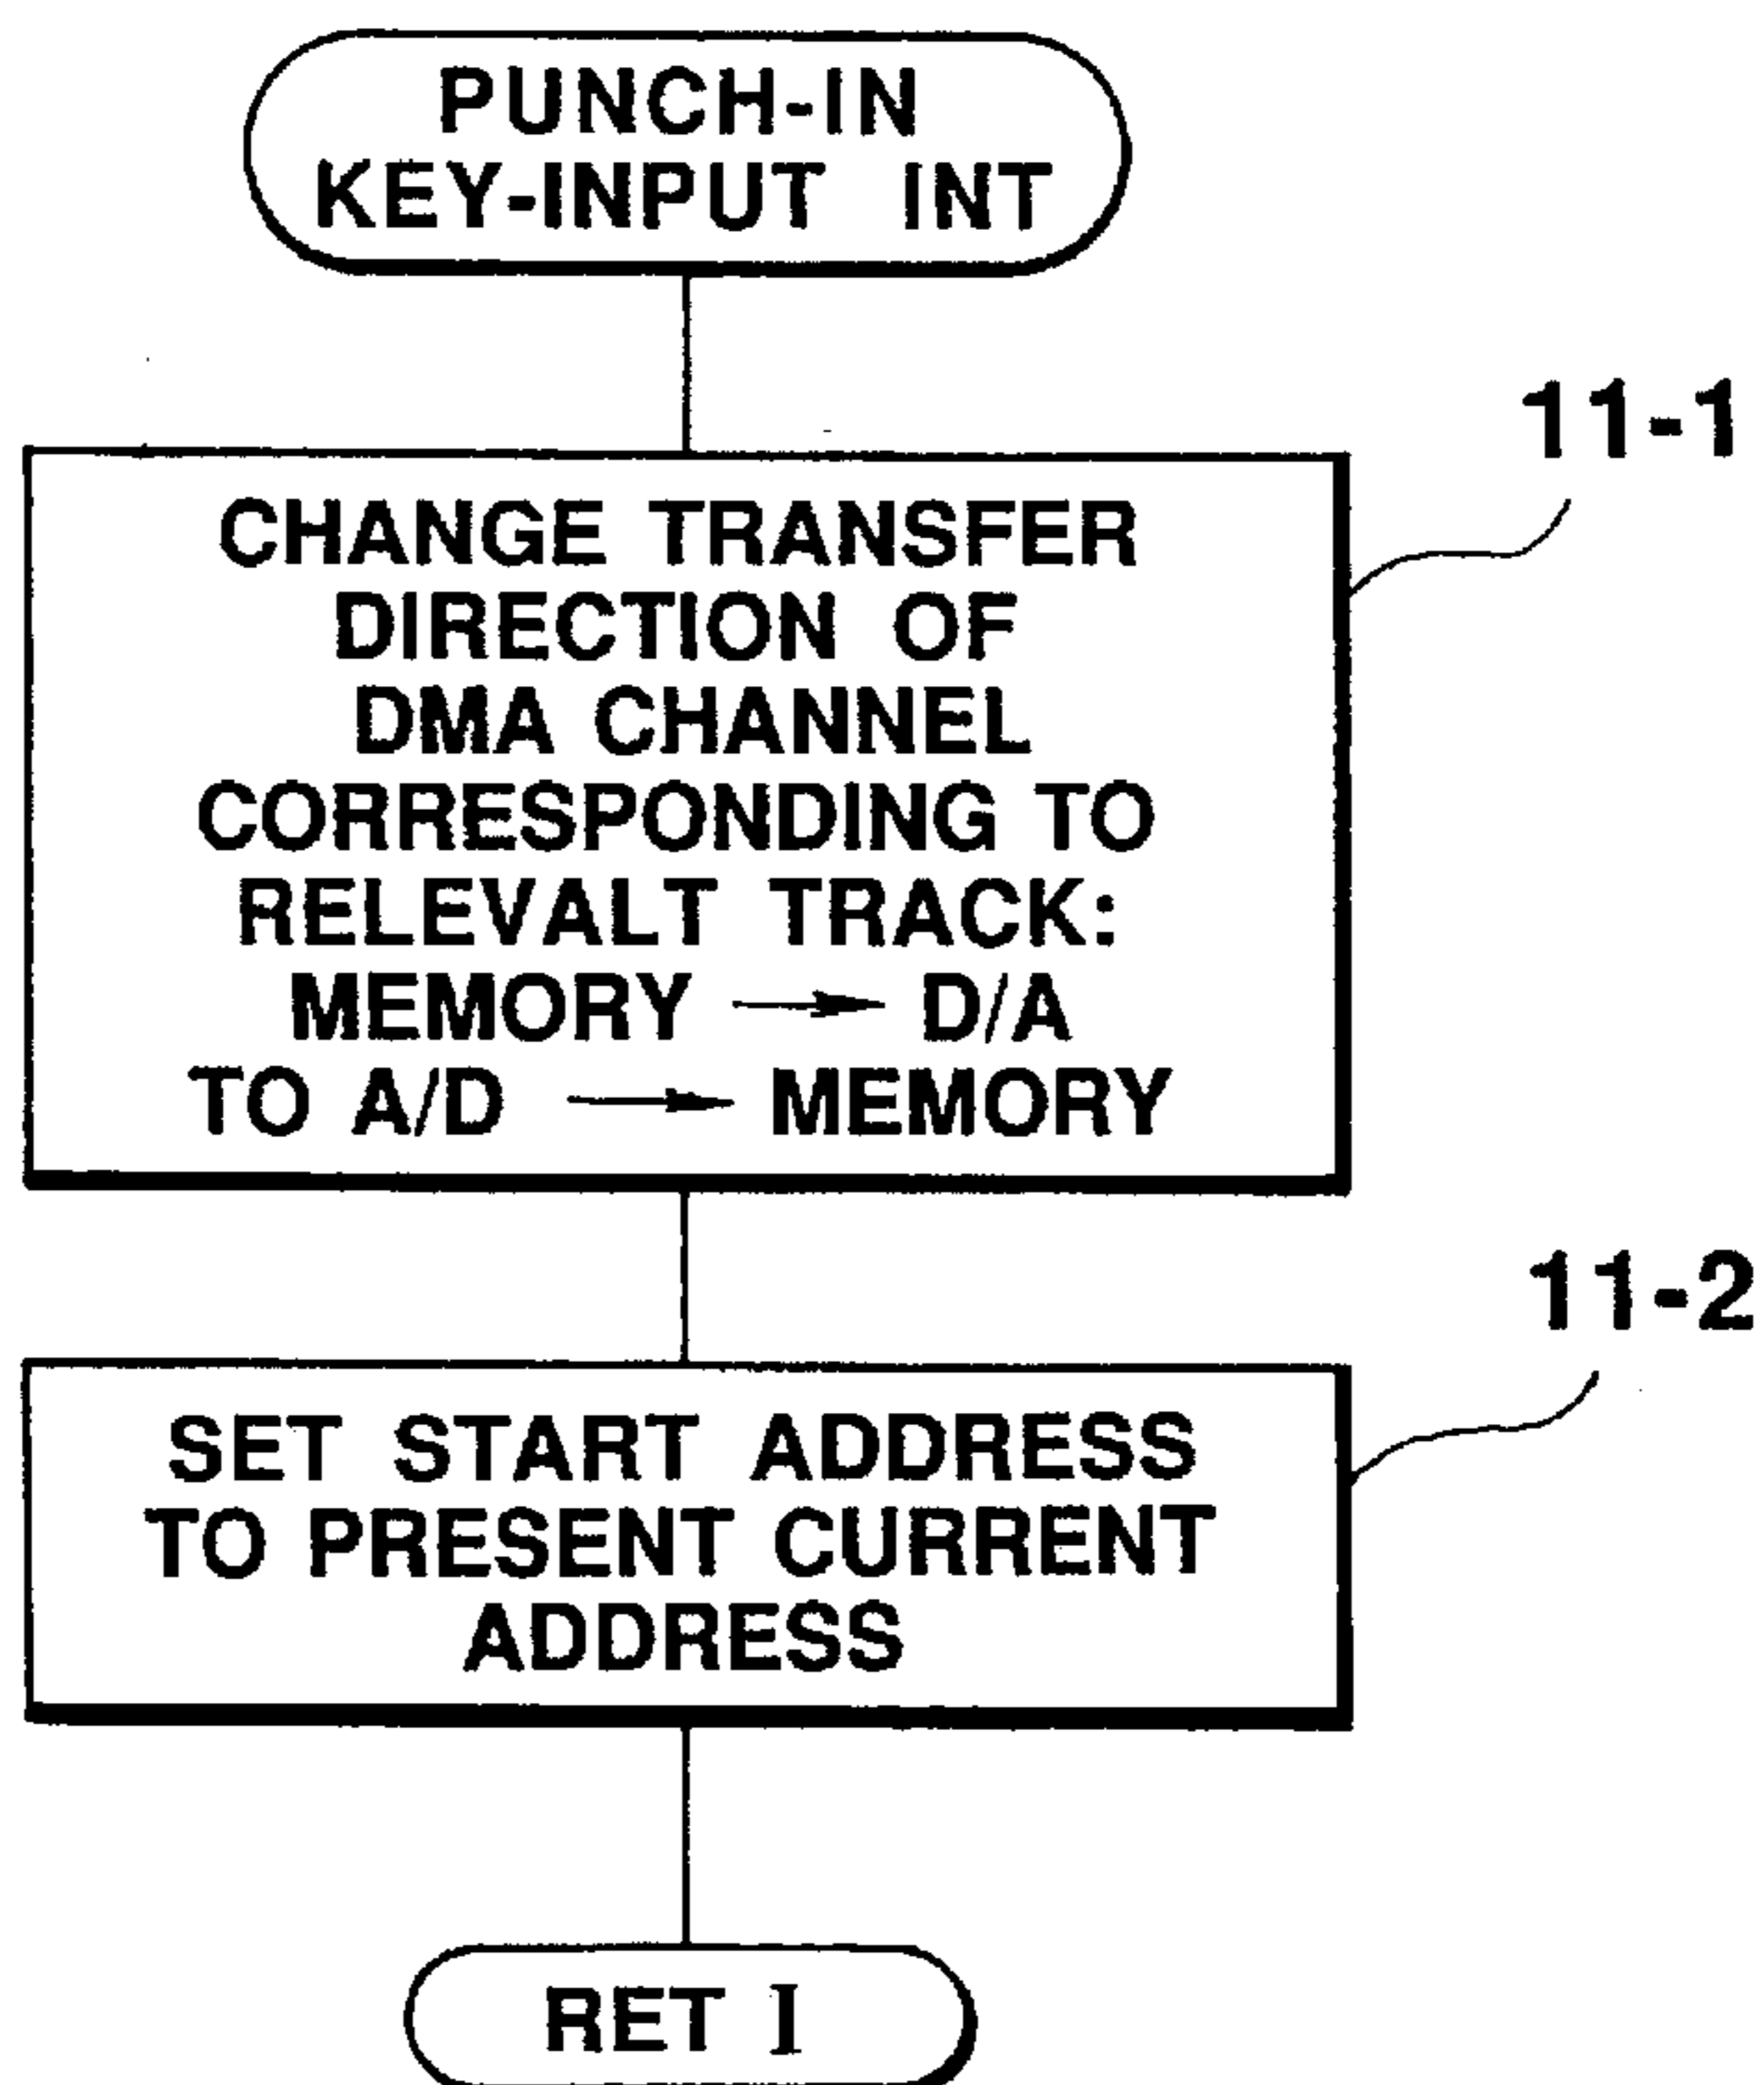 PUNCH-IN
KEY-INPUT INT
11-1
CHANGE TRANSFER
DIRECTION OF
DMA CHANNEL
CORRESPONDING TO
RELEVALT TRACK:
MEMORY → D/A
TO A/D → MEMORY
11-2
SET START ADDRESS
TO PRESENT CURRENT
ADDRESS
RET I